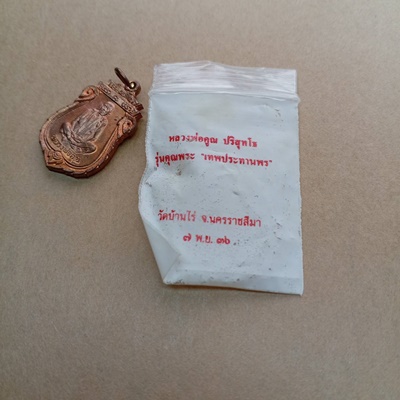 หลวงพ่อคูณ ปริสุทโธ
รุ่นคุณพระ "เทพประทานพร"
วัดบ้านไร่ จ.นครราชสีมา
๗ พ.ย. ๓๖.